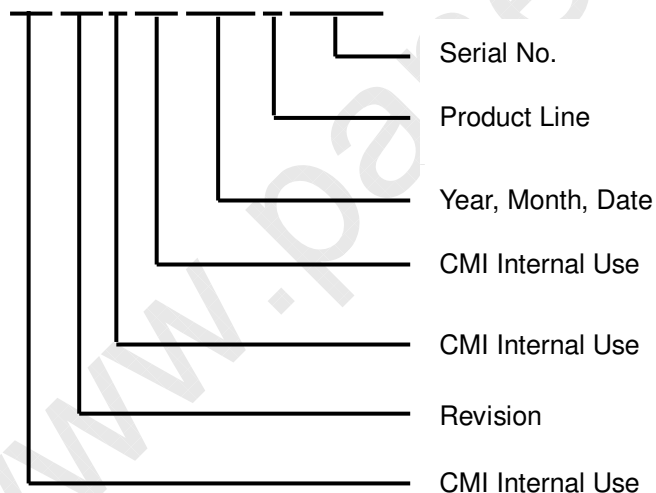 Serial No.
Product Line
Year, Month, Date
CMI Internal Use
CMI Internal Use
Revision
CMI Internal Use